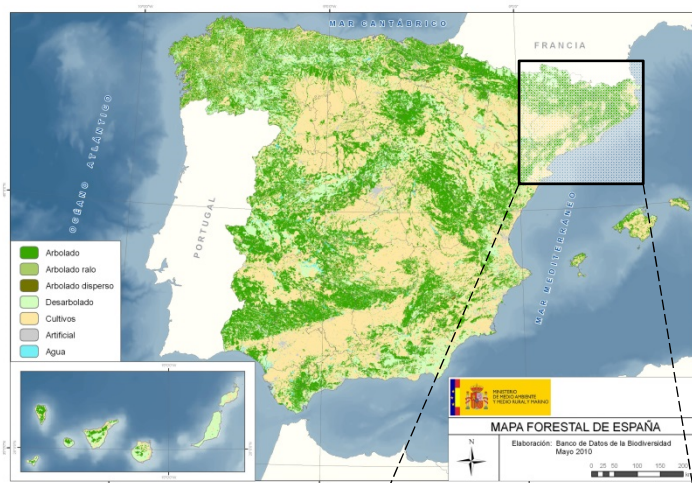 MAR CANTÁBRICO
FRANCIA
OCÉANO ATLÁNTICO
PORTUGAL
MAR MEDITERRÁNEO
Arbolado
Arbolado ralo
Arbolado disperso
Desarbolado
Cultivos
Artificial
Agua
MINISTERIO
DE MEDIO AMBIENTE
Y MEDIO RURAL Y MARINO
MAPA FORESTAL DE ESPAÑA
Elaboración: Banco de Datos de la Biodiversidad
Mayo 2010
N
0 25 50 100 150 200